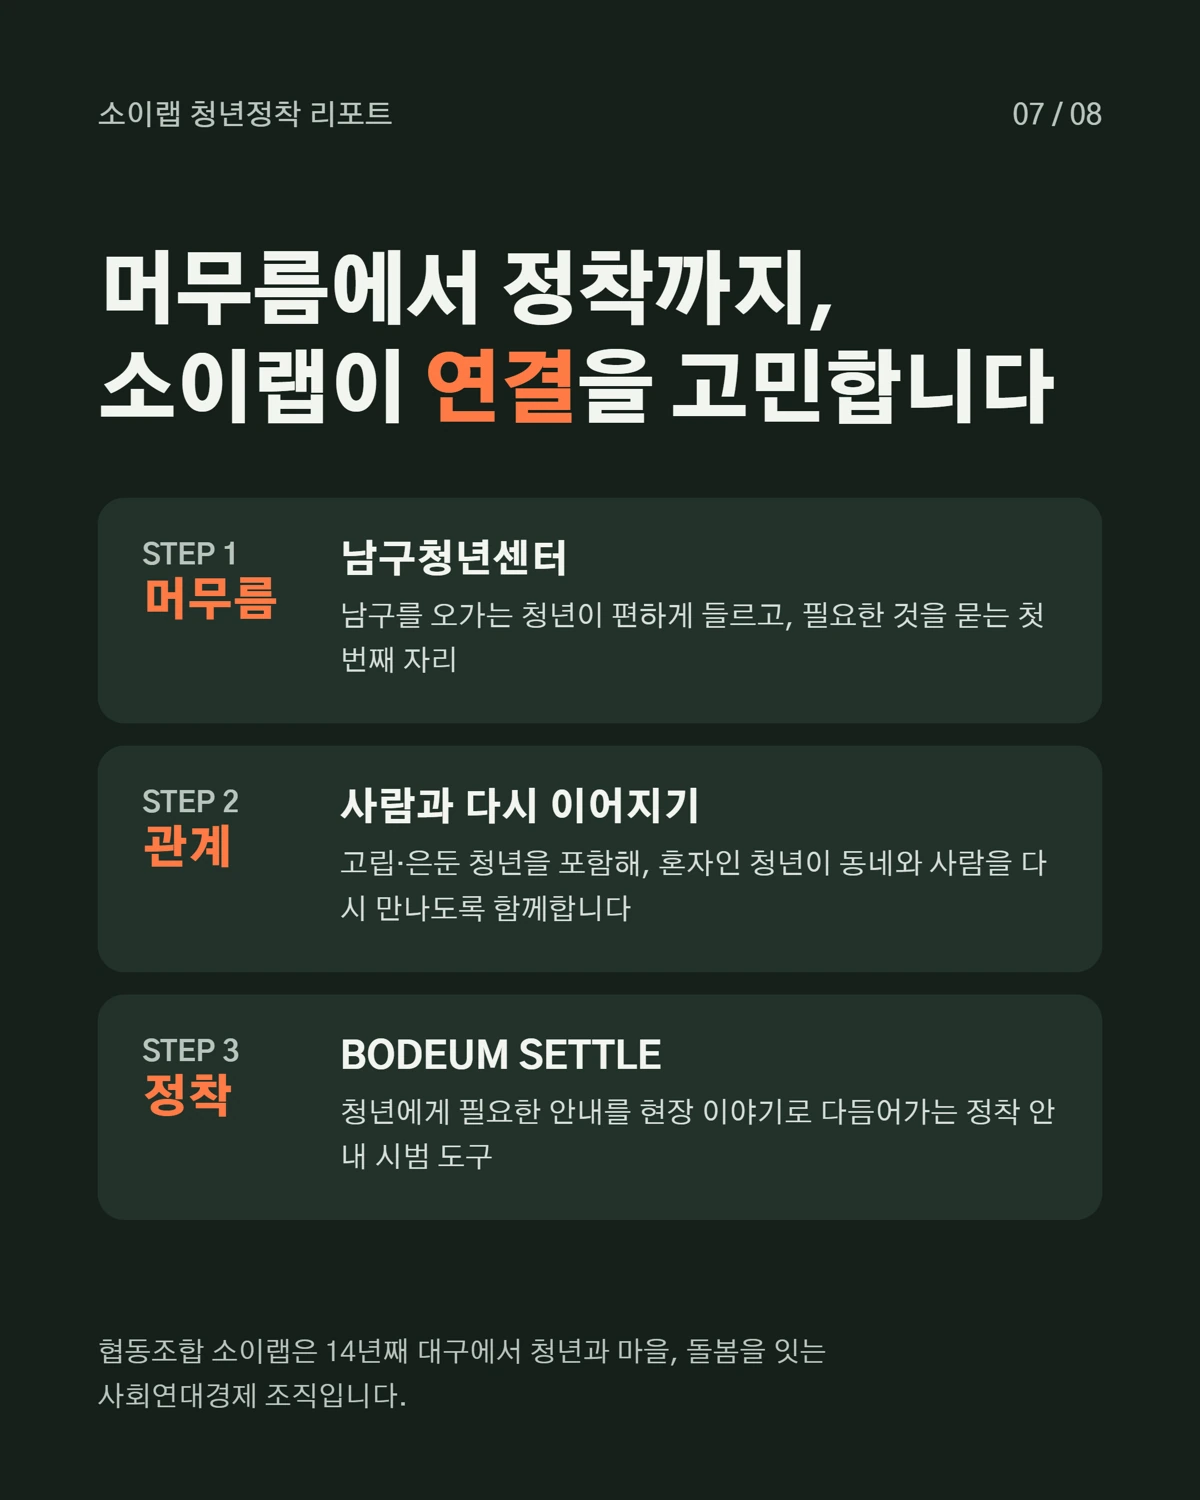 소이랩 청년정착 리포트
07 / 08
머무름에서 정착까지,
소이랩이 연결을 고민합니다
STEP 1
머무름
남구청년센터
남구를 오가는 청년이 편하게 들르고, 필요한 것을 묻는 첫
번째 자리
STEP 2
관계
사람과 다시 이어지기
고립·은둔 청년을 포함해, 혼자인 청년이 동네와 사람을 다
시 만나도록 함께합니다
STEP 3
정착
BODEUM SETTLE
청년에게 필요한 안내를 현장 이야기로 다듬어가는 정착 안
내 시범 도구
협동조합 소이랩은 14년째 대구에서 청년과 마을, 돌봄을 잇는
사회연대경제 조직입니다.